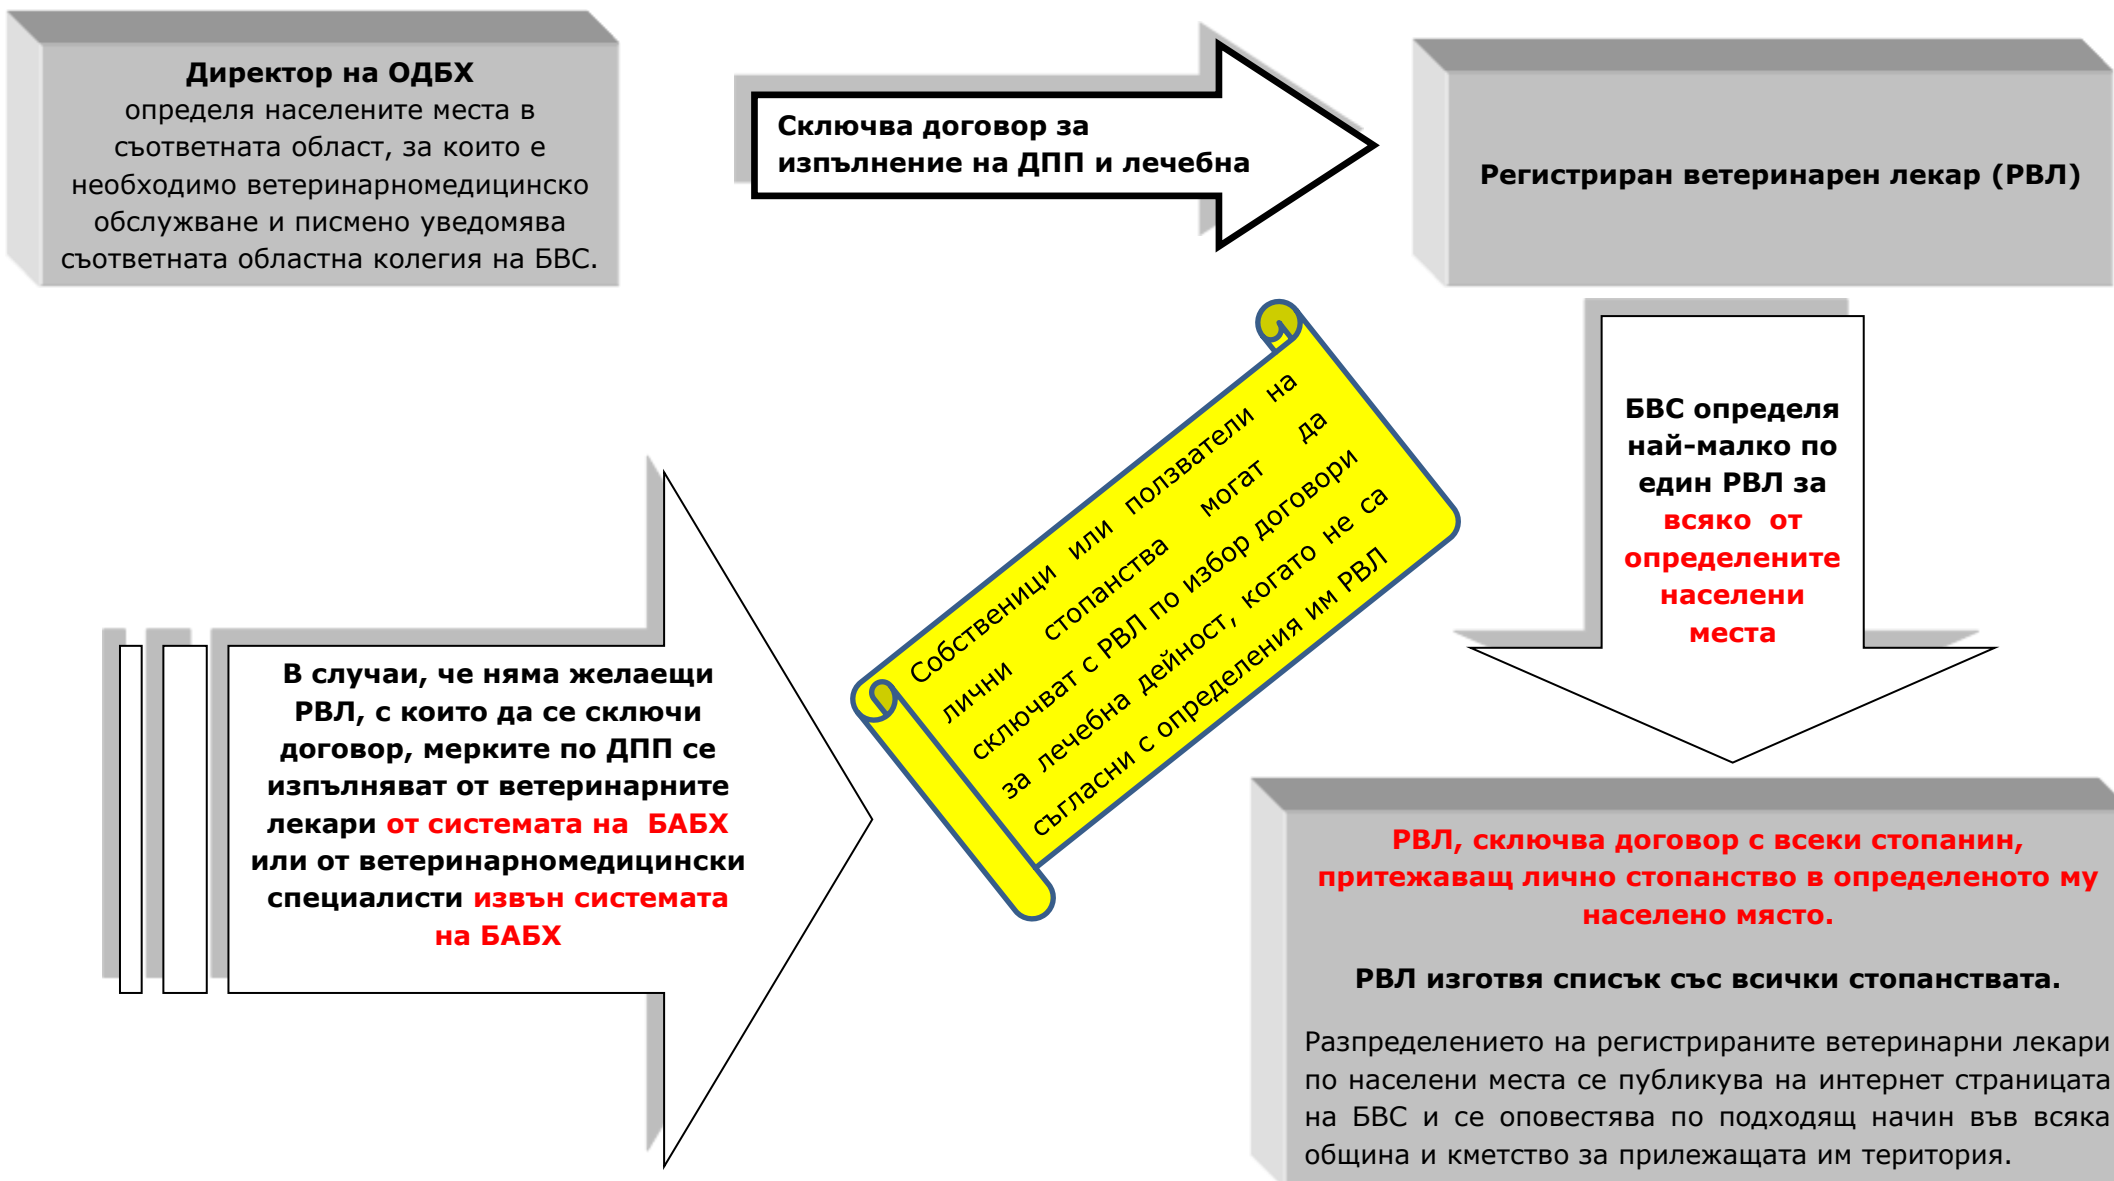 Директор на ОДБХ
определя населените места в
съответната област, за които е
необходимо ветеринарномедицинско
обслужване и писмено уведомява
съответната областна колегия на БВС.
Сключва договор за
изпълнение на ДПП и лечебна
Регистриран ветеринарен лекар (РВЛ)
БВС определя
най-малко по
един РВЛ за
всяко от
определените
населени
места
Собственици или ползватели на
лични стопанства могат да
сключват с РВЛ по избор договори
за лечебна дейност, когато не са
съгласни с определения им РВЛ
В случаи, че няма желаещи
РВЛ, с които да се сключи
договор, мерките по ДПП се
изпълняват от ветеринарните
лекари от системата на БАБХ
или от ветеринарномедицински
специалисти извън системата
на БАБХ
РВЛ, сключва договор с всеки стопанин,
притежаващ лично стопанство в определеното му
населено място.
РВЛ изготвя списък със всички стопанствата.
Разпределението на регистрираните ветеринарни лекари
по населени места се публикува на интернет страницата
на БВС и се оповестява по подходящ начин във всяка
община и кметство за прилежащата им територия.